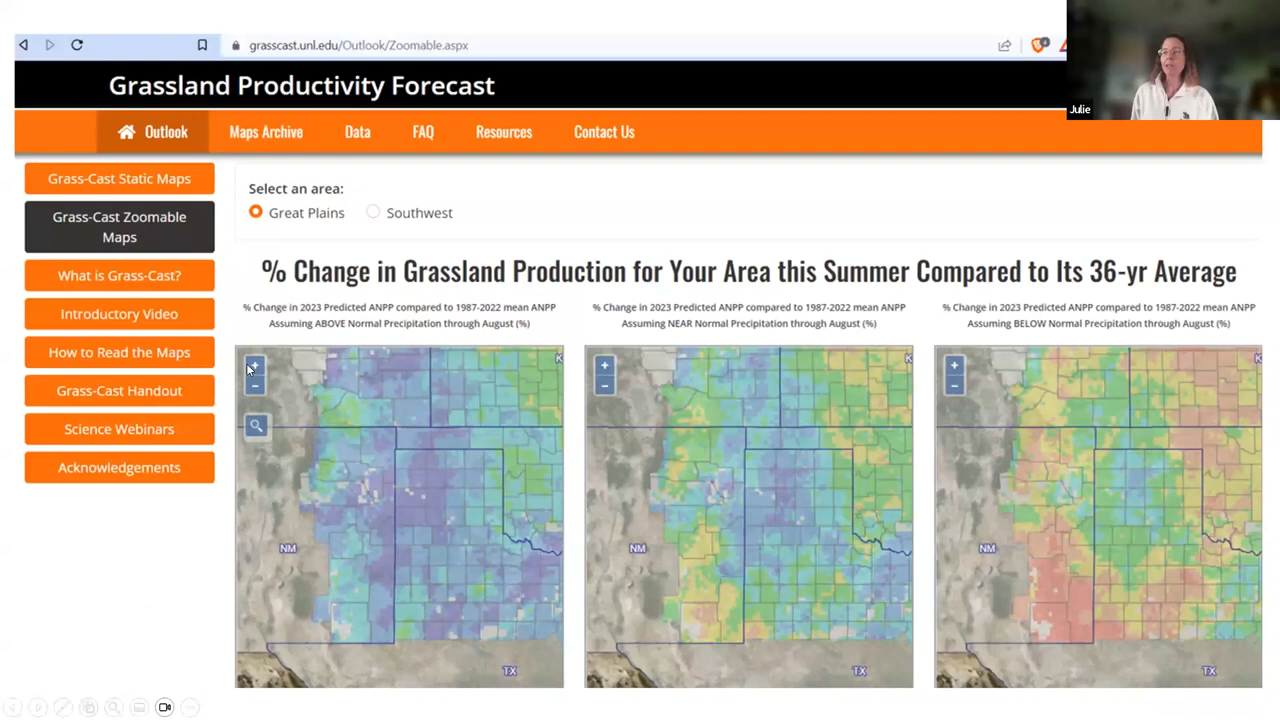 grasscast.unl.edu/Outlook/Zoomable.aspx
Julie
Grassland Productivity Forecast
Outlook
Maps Archive
Data
FAQ
Resources
Contact Us
Grass-Cast Static Maps
Grass-Cast Zoomable
Maps
What is Grass-Cast?
Introductory Video
How to Read the Maps
Grass-Cast Handout
Science Webinars
Acknowledgements
Select an area:
Great Plains
Southwest
% Change in Grassland Production for Your Area this Summer Compared to Its 36-yr Average
% Change in 2023 Predicted ANPP compared to 1987-2022 mean ANPP
Assuming ABOVE Normal Precipitation through August (%)
+
−
K
NM
TX
% Change in 2023 Predicted ANPP compared to 1987-2022 mean ANPP
Assuming NEAR Normal Precipitation through August (%)
+
−
K
NM
TX
% Change in 2023 Predicted ANPP compared to 1987-2022 mean ANPP
Assuming BELOW Normal Precipitation through August (%)
+
−
K
NM
TX